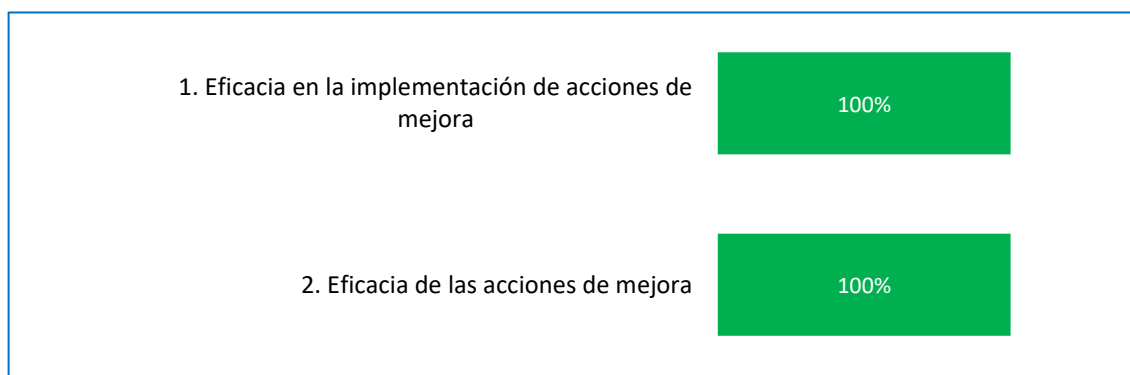 1. Eficacia en la implementación de acciones de
mejora
100%
2. Eficacia de las acciones de mejora
100%